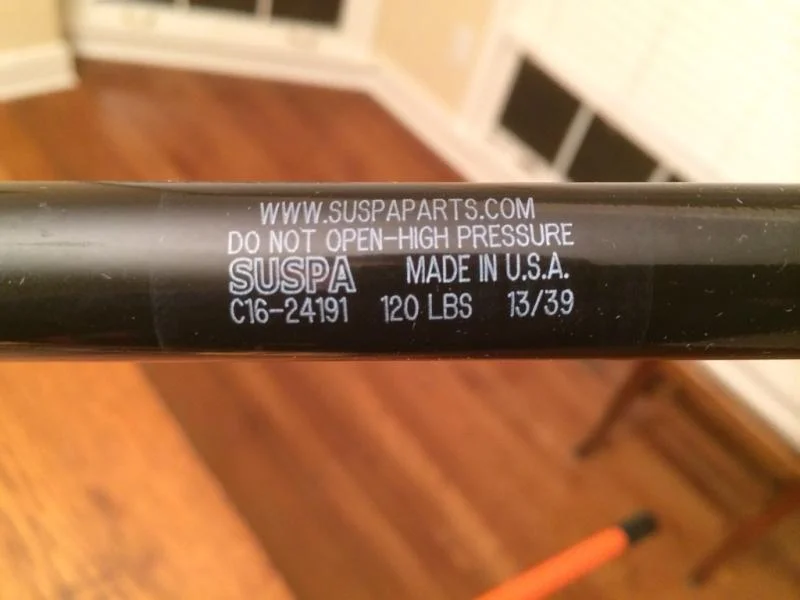 WWW.SUSPAPARTS.COM
DO NOT OPEN-HIGH PRESSURE
SUSPA MADE IN U.S.A.
C16-24191 120 LBS 13/39